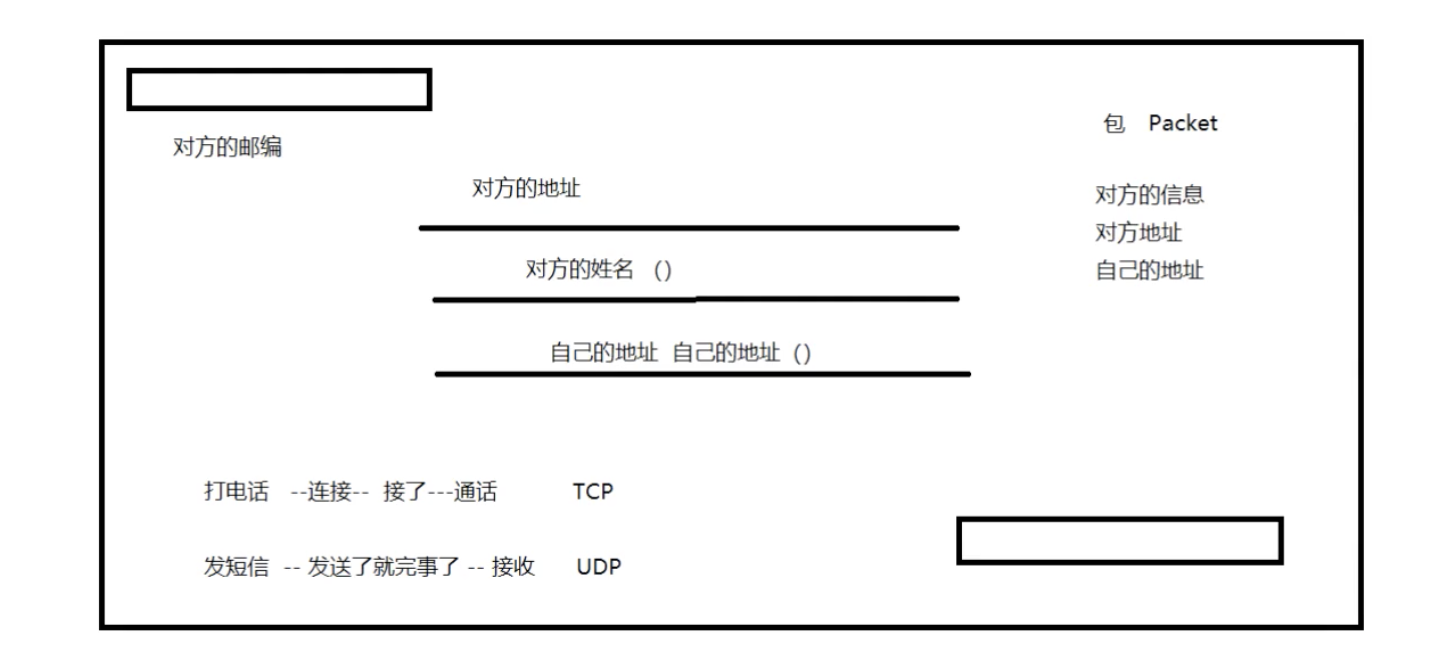 对方的邮编
包 Packet
对方的地址
对方的信息
对方地址
对方的姓名 ()
自己的地址
自己的地址 自己的地址 ()
打电话 --连接-- 接了---通话 TCP
发短信 -- 发送了就完事了 -- 接收 UDP